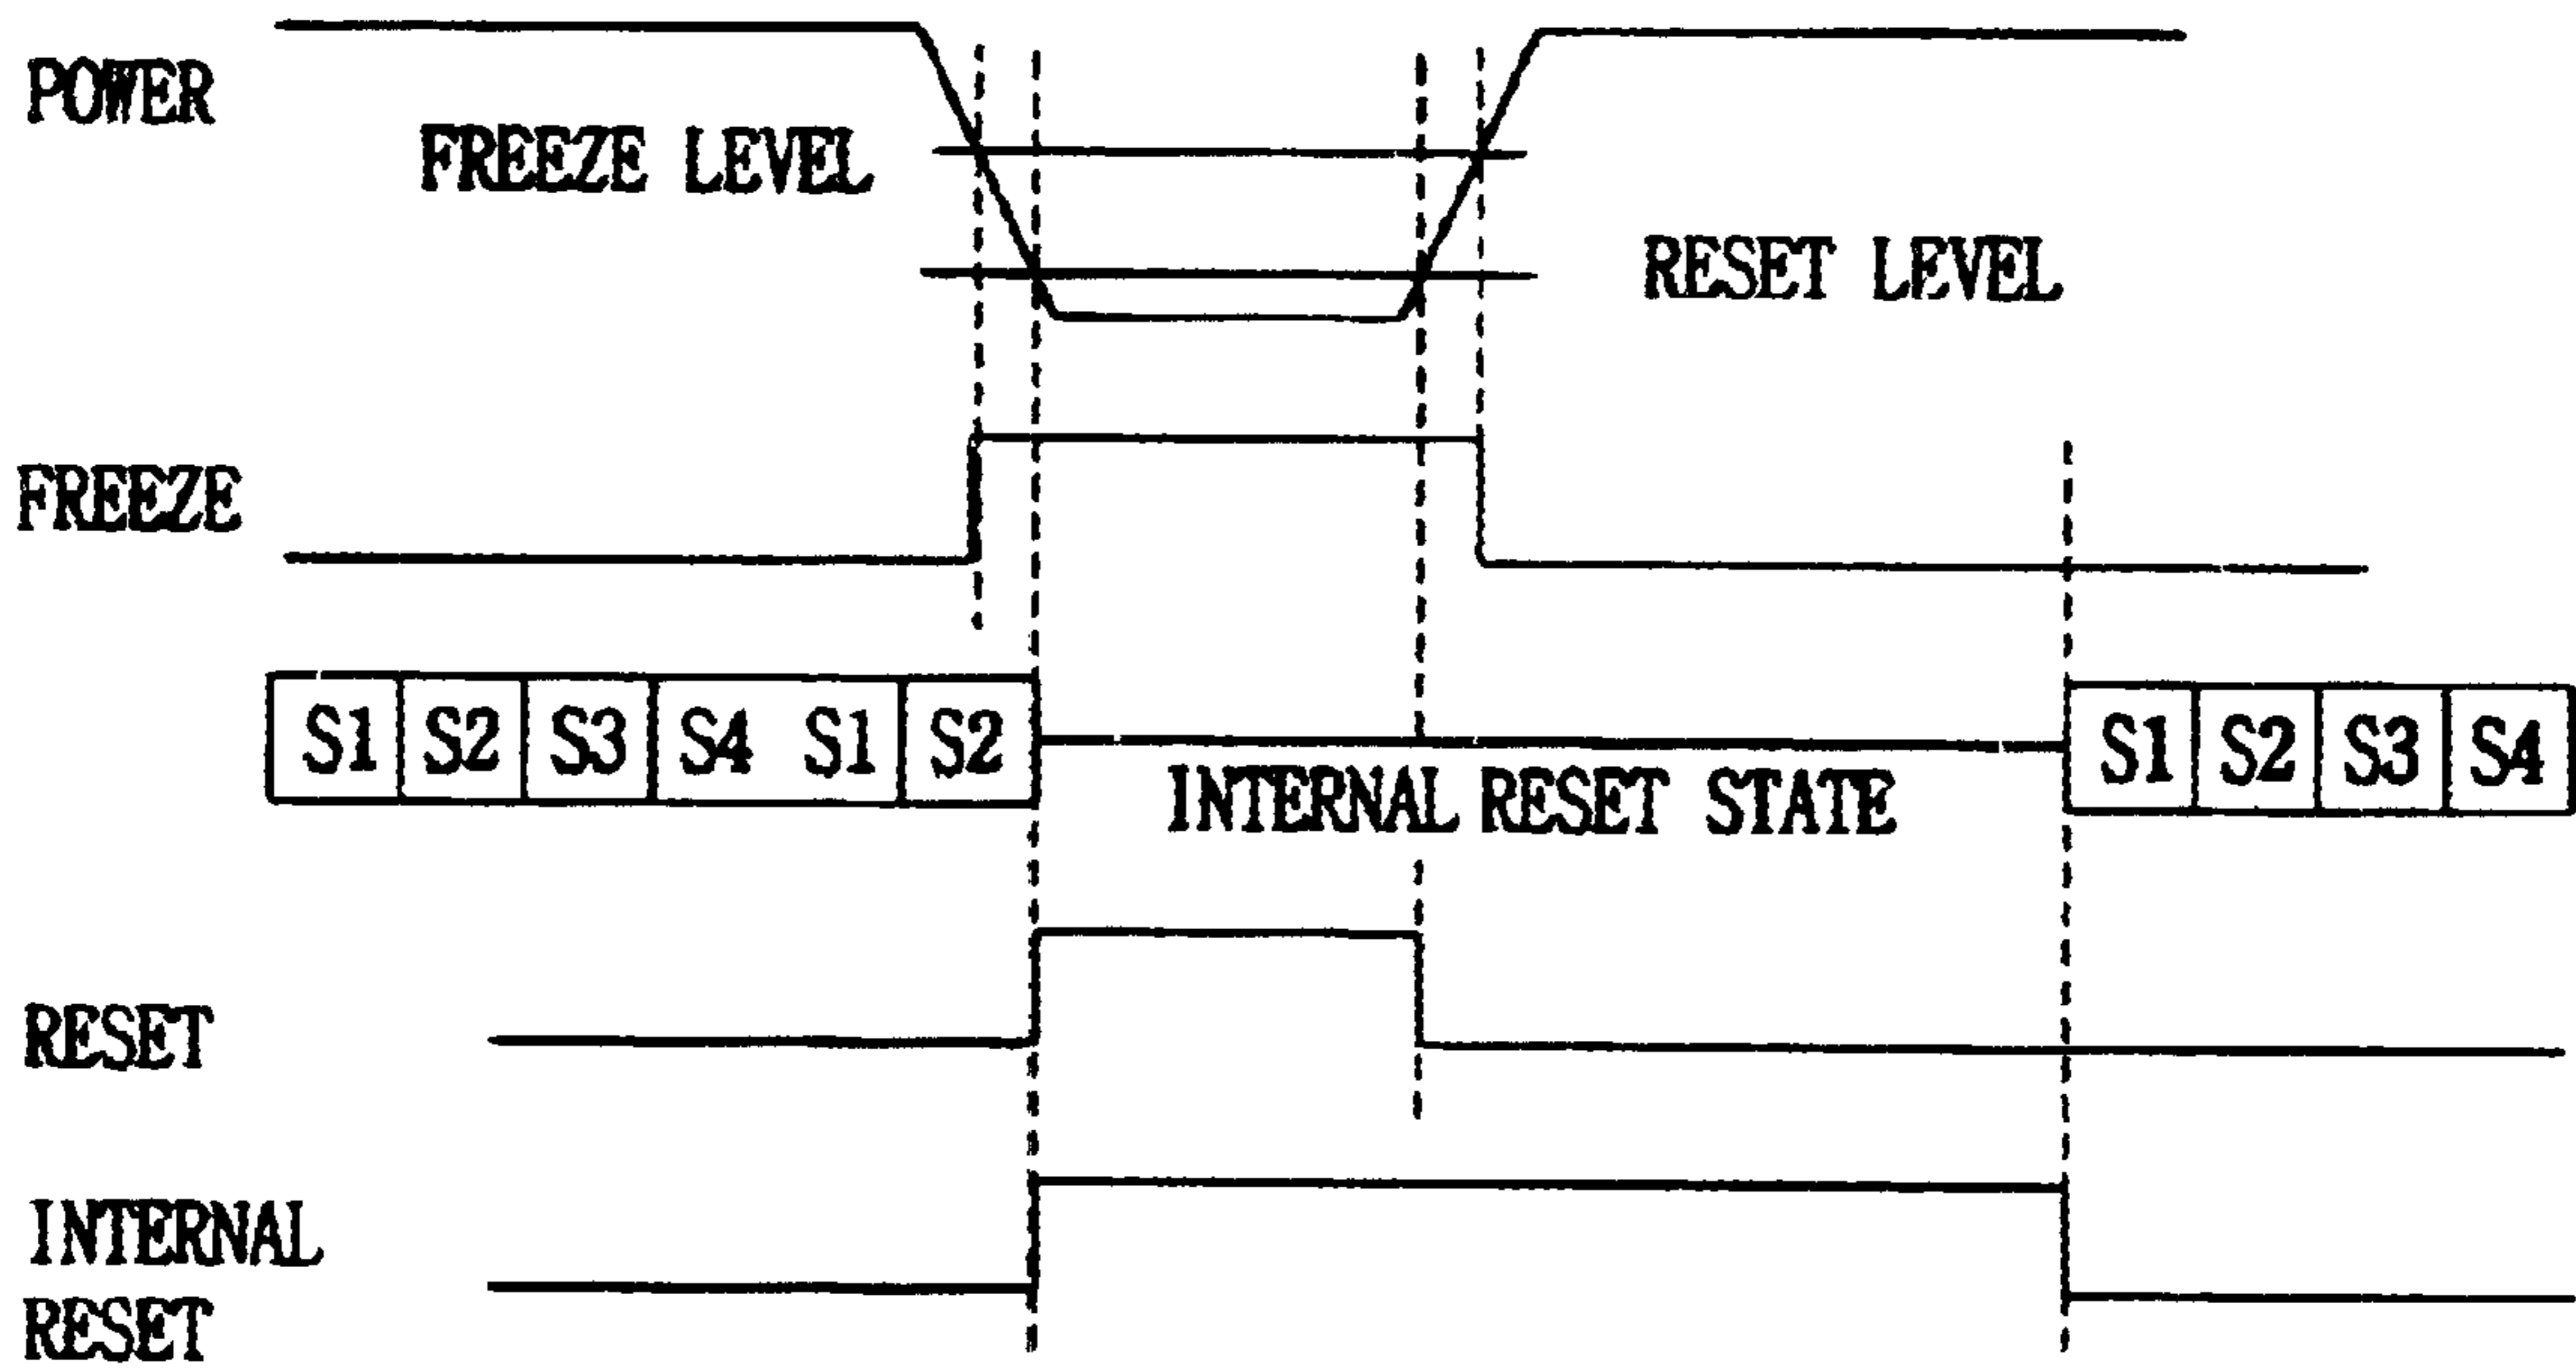 POWER
FREEZE LEVEL
RESET LEVEL
FREEZE
S1 S2 S3 S4 S1 S2
S1 S2 S3 S4
INTERNAL RESET STATE
RESET
INTERNAL
RESET